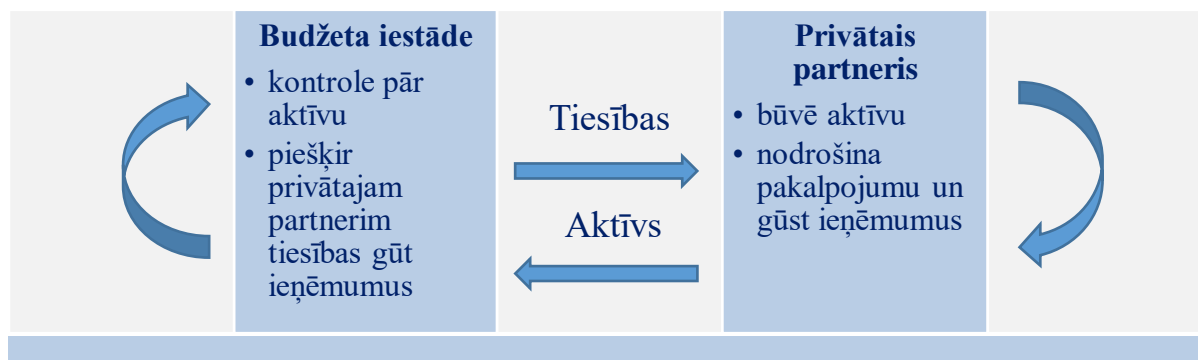 Budžeta iestāde
• kontrole pār
aktīvu
• piešķir
privātajam
partnerim
tiesības gūt
ieņēmumus
Tiesības
Aktīvs
Privātais
partneris
• būvē aktīvu
• nodrošina
pakalpojumu un
gūst ieņēmumus